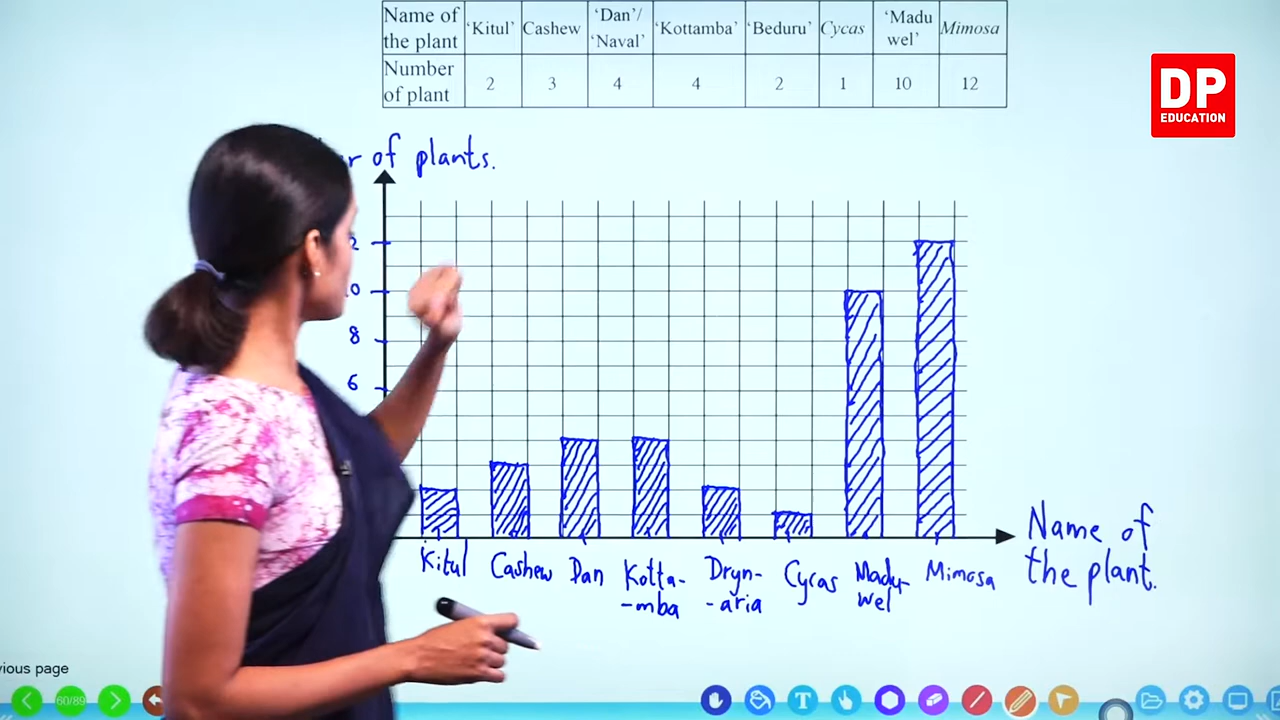 Name of the plant 'Kitul' Cashew 'Dan'/ 'Naval' 'Kottamba' 'Beduru' Cycas 'Madu wel' Mimosa
Number of plant 2 3 4 4 2 1 10 12
DP
EDUCATION
of plants.
8
6
Kitul Cashew Dan Kotta- Dryn- Cycas Madu- Mimosa
-mba -aria wel
Name of
the plant.
vious page
60/89
T